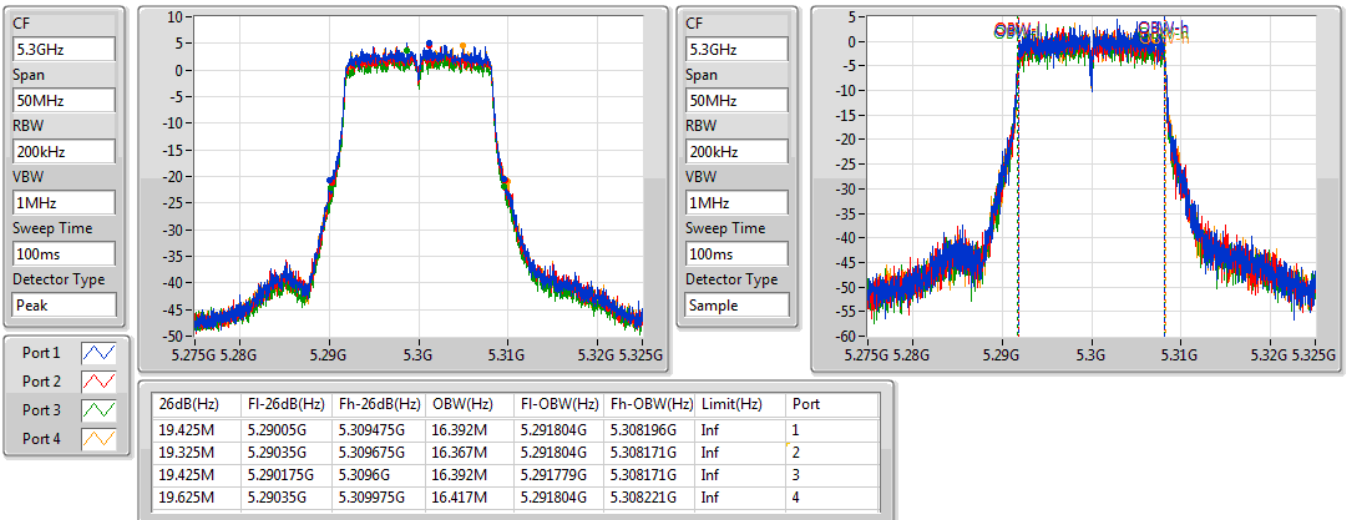 CF
5.3GHz
Span
50MHz
RBW
200kHz
VBW
1MHz
Sweep Time
100ms
Detector Type
Peak
10
5
0
-5
-10
-15
-20
-25
-30
-35
-40
-45
-50
5.275G 5.28G 5.29G 5.3G 5.31G 5.32G 5.325G
CF
5.3GHz
Span
50MHz
RBW
200kHz
VBW
1MHz
Sweep Time
100ms
Detector Type
Sample
OBW-l OBW-h
5
0
-5
-10
-15
-20
-25
-30
-35
-40
-45
-50
-55
-60
5.275G 5.28G 5.29G 5.3G 5.31G 5.32G 5.325G
Port 1
Port 2
Port 3
Port 4
26dB(Hz) Fl-26dB(Hz) Fh-26dB(Hz) OBW(Hz) Fl-OBW(Hz) Fh-OBW(Hz) Limit(Hz) Port
19.425M 5.29005G 5.309475G 16.392M 5.291804G 5.308196G Inf 1
19.325M 5.29035G 5.309675G 16.367M 5.291804G 5.308171G Inf 2
19.425M 5.290175G 5.3096G 16.392M 5.291779G 5.308171G Inf 3
19.625M 5.29035G 5.309975G 16.417M 5.291804G 5.308221G Inf 4